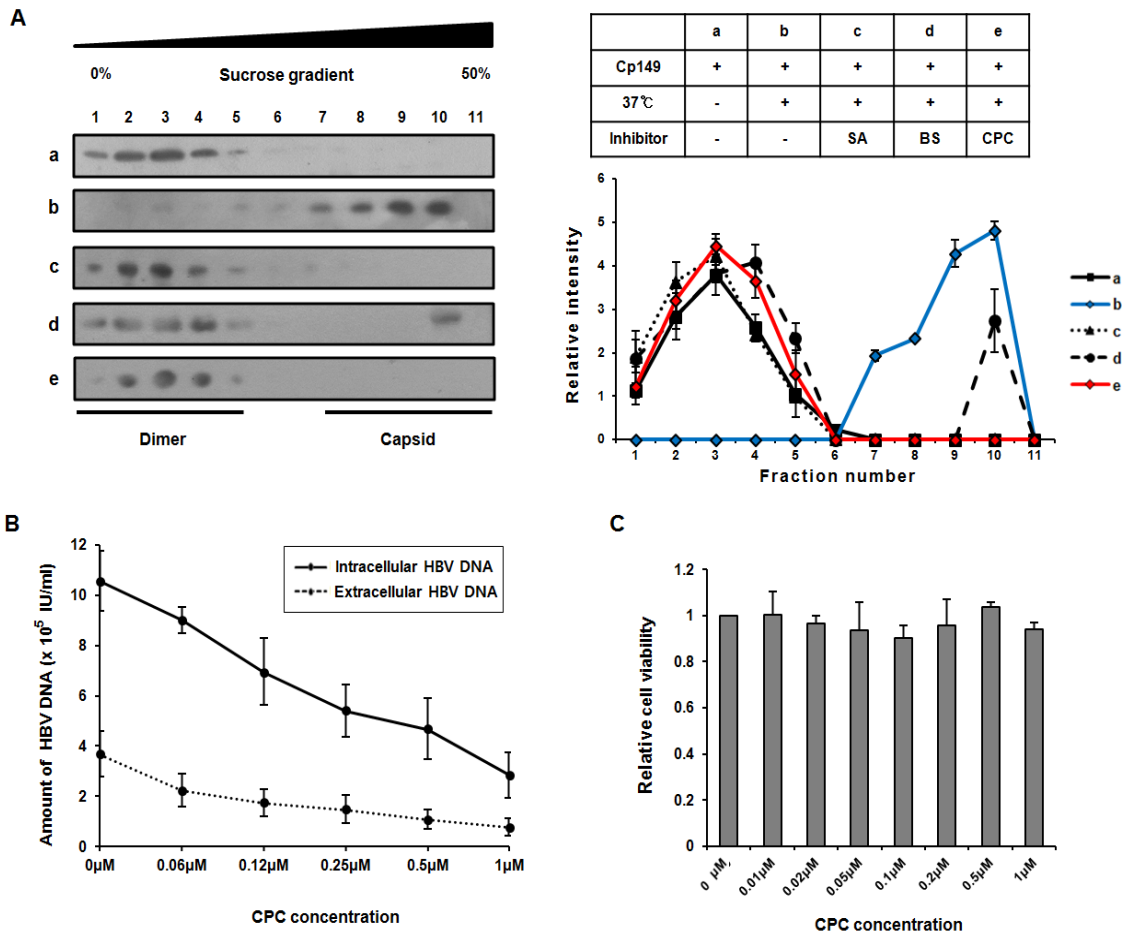 A
0%
Sucrose gradient
50%
1 2 3 4 5 6 7 8 9 10 11
a
b
c
d
e
Dimer
Capsid
a b c d e
Cp149 + + + + +
37℃ - + + + +
Inhibitor - - SA BS CPC
Relative intensity
6
5
4
3
2
1
0
1 2 3 4 5 6 7 8 9 10 11
Fraction number
a
b
c
d
e
B
Amount of HBV DNA (x 10⁵ IU/ml)
12
10
8
6
4
2
0
Intracellular HBV DNA
Extracellular HBV DNA
0µM 0.06µM 0.12µM 0.25µM 0.5µM 1µM
CPC concentration
C
Relative cell viability
1.2
1
0.8
0.6
0.4
0.2
0
0 µM, 0.01µM 0.02µM 0.05µM 0.1µM 0.2µM 0.5µM 1µM
CPC concentration